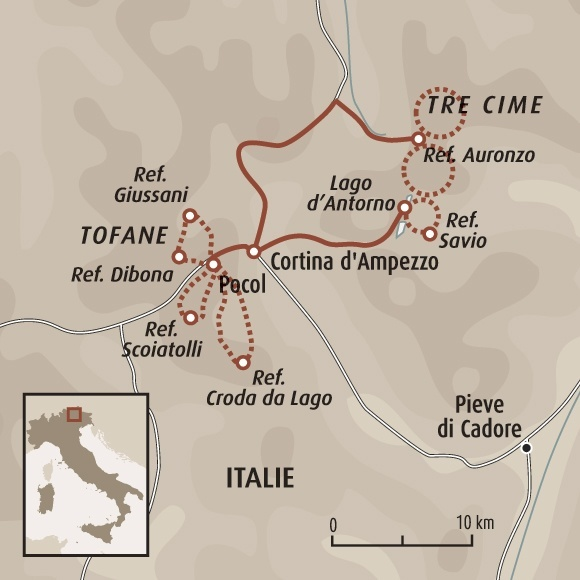 TRE CIME
Ref. Auronzo
Ref.
Giussani
Lago
d'Antorno
Ref.
Savio
TOFANE
Ref. Dibona
Cortina d'Ampezzo
Pocol
Ref.
Scoiatolli
Ref.
Croda da Lago
Pieve
di Cadore
ITALIE
0
10 km